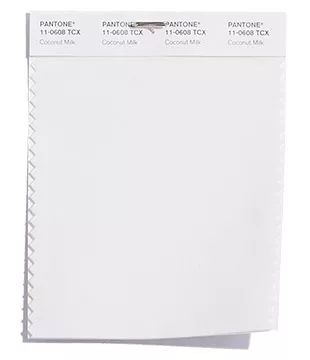 PANTONE® PANTONE® PANTONE® PANTONE®
11-0608 TCX 11-0608 TCX 11-0608 TCX 11-0608 TCX
Coconut Milk Coconut Milk Coconut Milk Coconut Milk